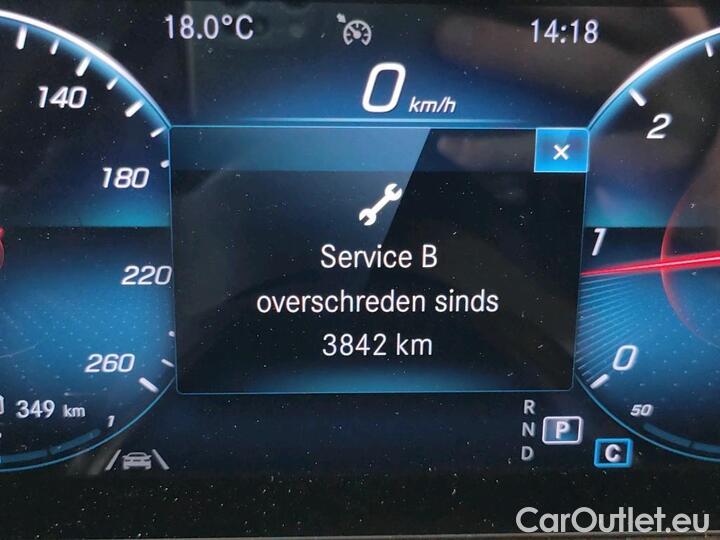 18.0°C
14:18
0 km/h
140
180
220
260
2
1
0
×
Service B
overschreden sinds
3842 km
349 km
1
50
R
N
P
D
C
CarOutlet.eu